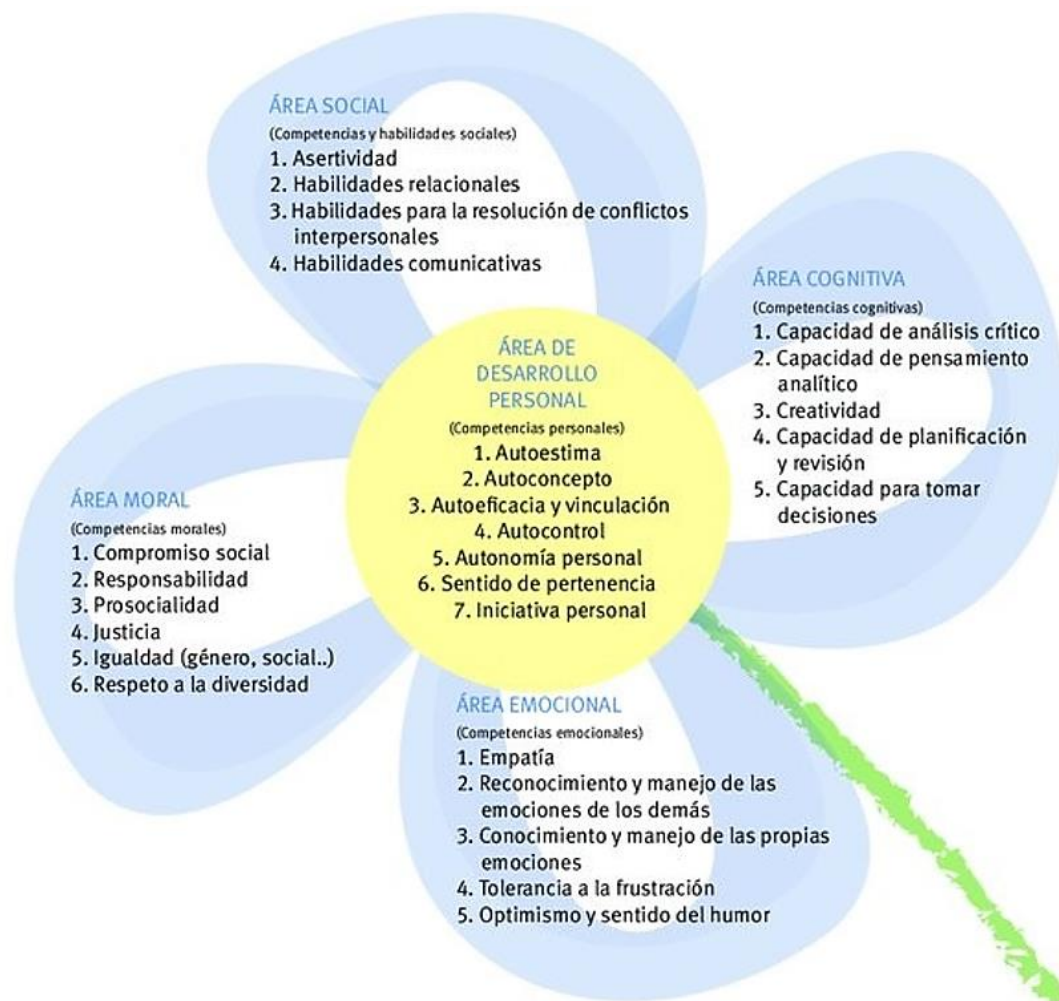 ÁREA SOCIAL
(Competencias y habilidades sociales)
1. Asertividad
2. Habilidades relacionales
3. Habilidades para la resolución de conflictos
interpersonales
4. Habilidades comunicativas
ÁREA COGNITIVA
(Competencias cognitivas)
1. Capacidad de análisis crítico
2. Capacidad de pensamiento
analítico
3. Creatividad
4. Capacidad de planificación
y revisión
5. Capacidad para tomar
decisiones
ÁREA DE
DESARROLLO
PERSONAL
(Competencias personales)
1. Autoestima
2. Autoconcepto
3. Autoeficacia y vinculación
4. Autocontrol
5. Autonomía personal
6. Sentido de pertenencia
7. Iniciativa personal
ÁREA MORAL
(Competencias morales)
1. Compromiso social
2. Responsabilidad
3. Prosocialidad
4. Justicia
5. Igualdad (género, social..)
6. Respeto a la diversidad
ÁREA EMOCIONAL
(Competencias emocionales)
1. Empatía
2. Reconocimiento y manejo de las
emociones de los demás
3. Conocimiento y manejo de las propias
emociones
4. Tolerancia a la frustración
5. Optimismo y sentido del humor